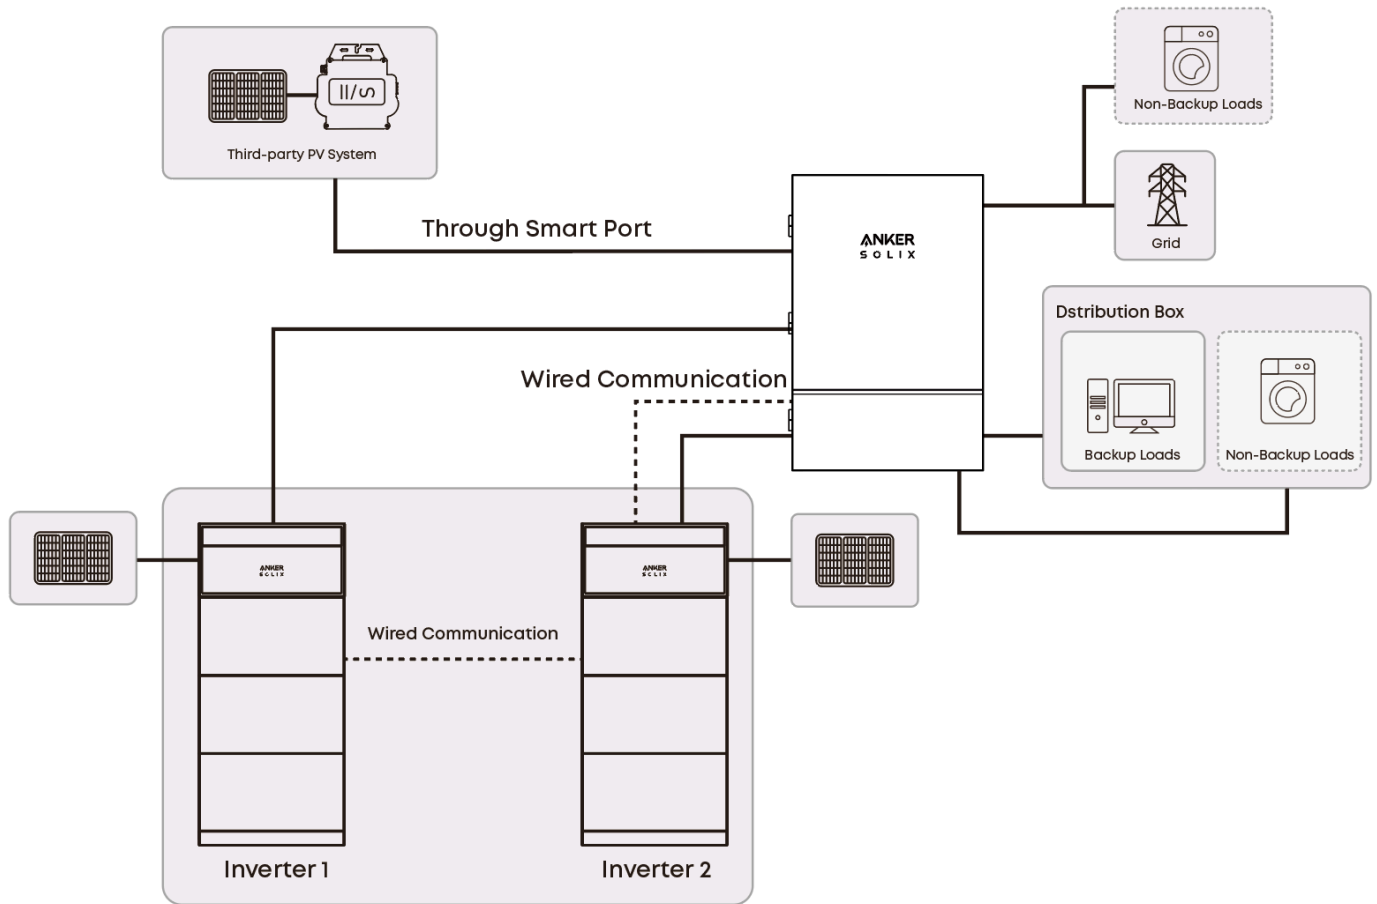 Non-Backup Loads
Third-party PV System
Through Smart Port
ANKER
SOLIX
Grid
Dstribution Box
Wired Communication
Backup Loads
Non-Backup Loads
ANKER
SOLIX
ANKER
SOLIX
Wired Communication
Inverter 1
Inverter 2